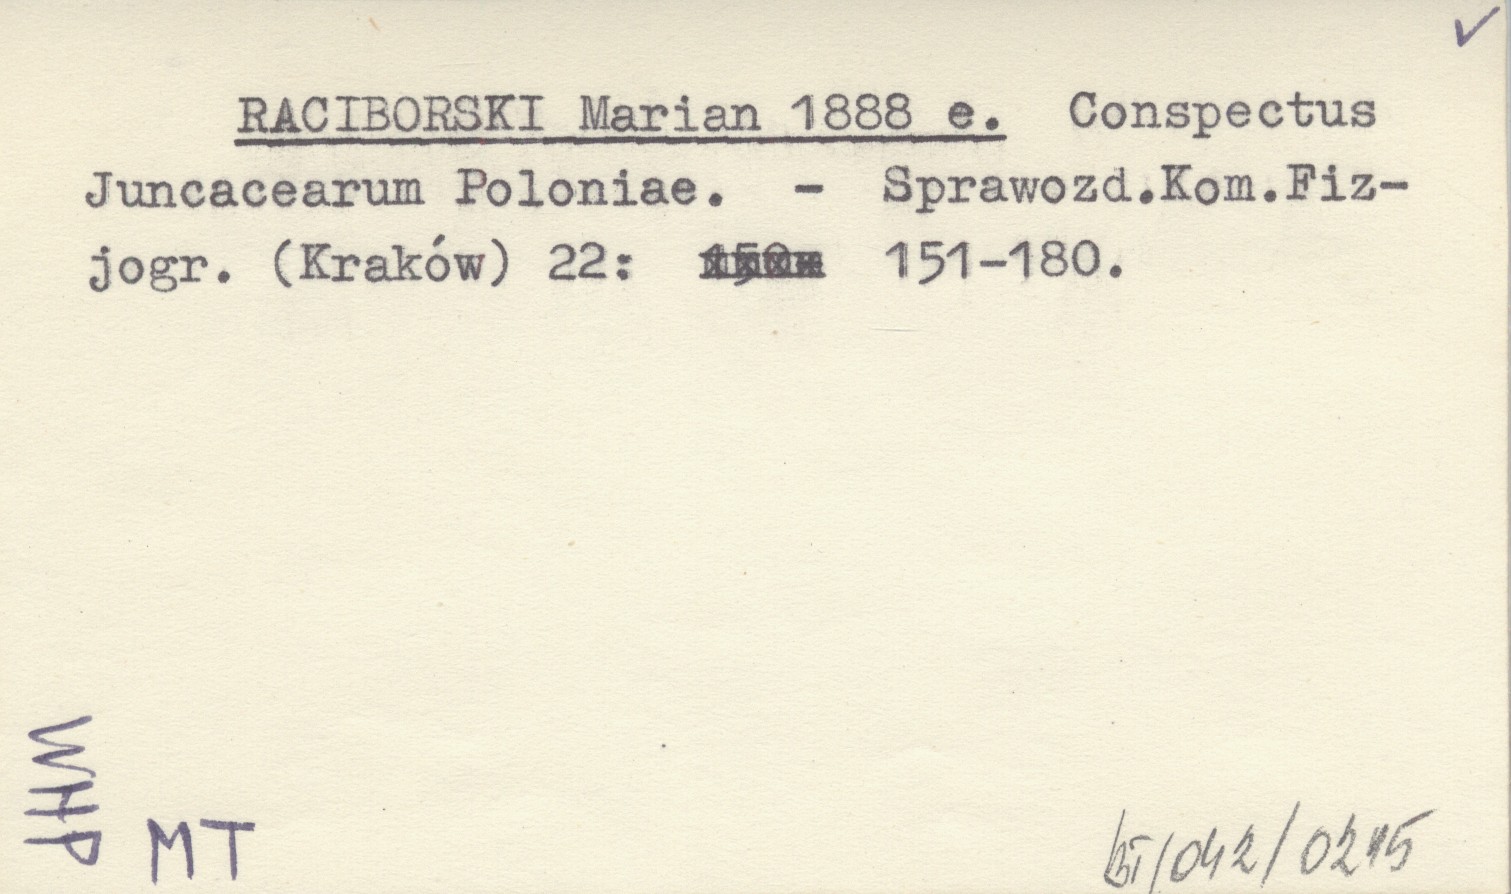 RACIBORSKI Marian 1888 e. Conspectus
Juncacearum Poloniae. - Sprawozd.Kom.Fiz-
jogr. (Kraków) 22: 151-180.
WHP
MT